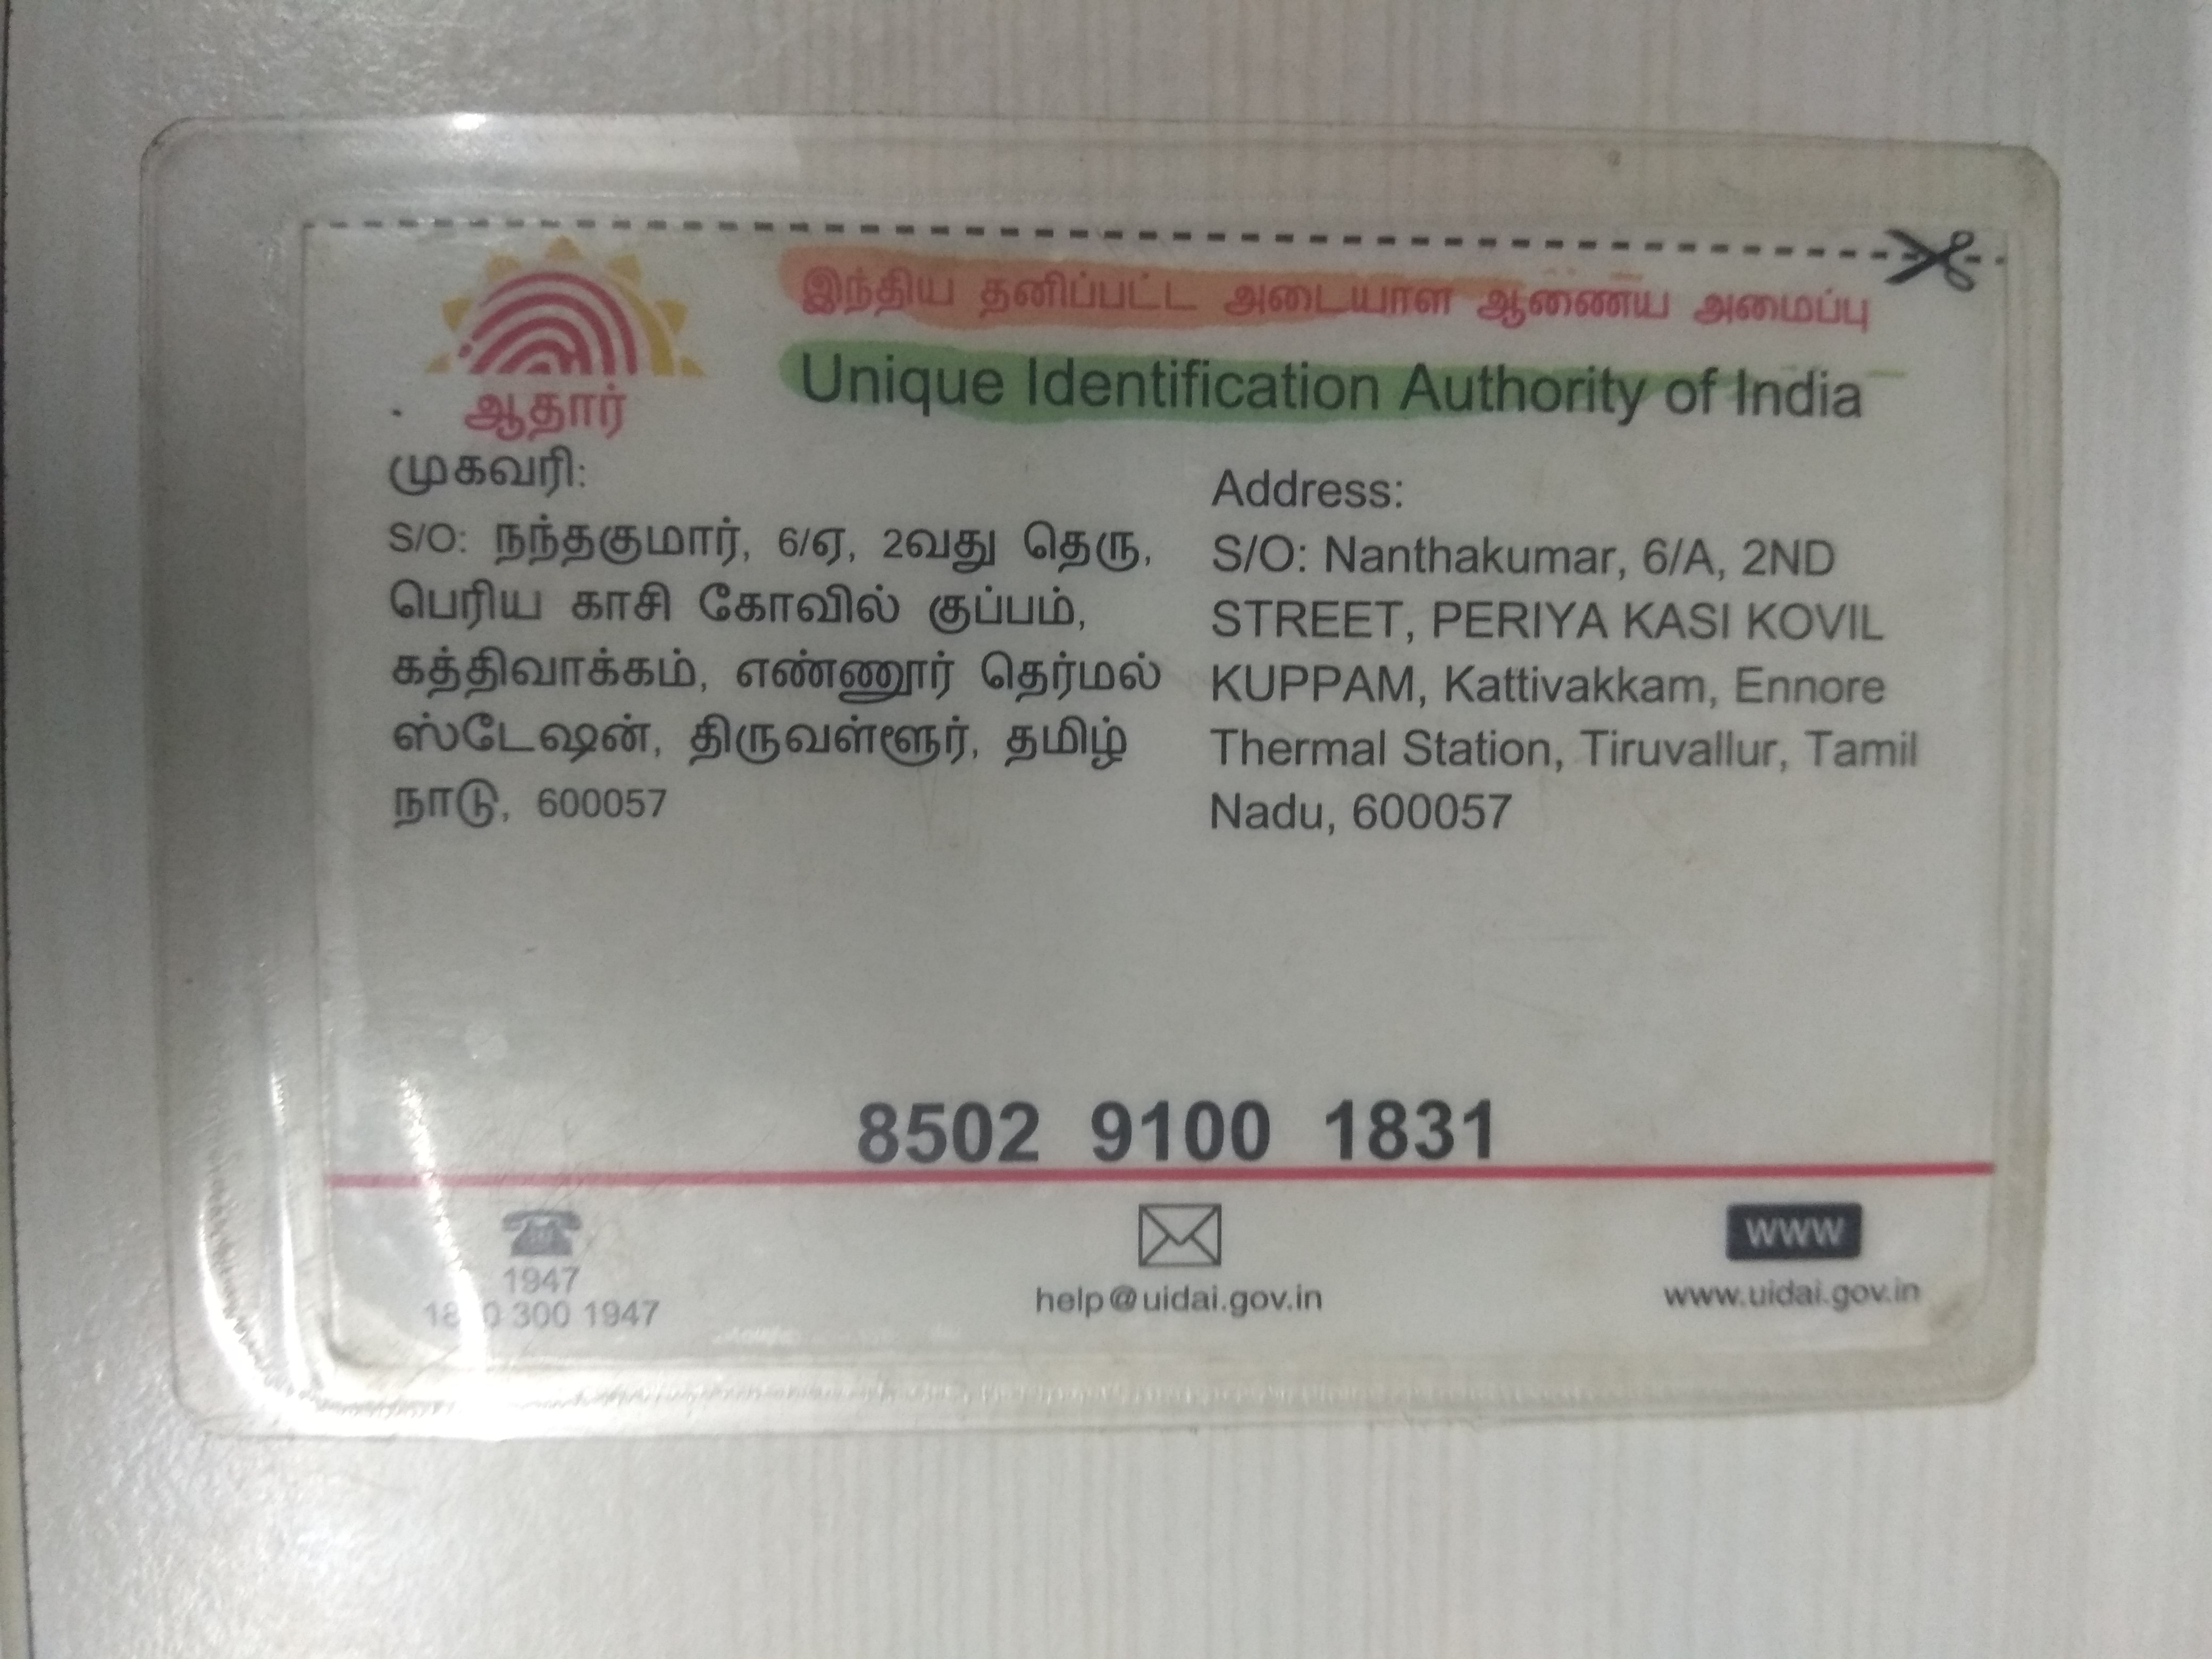 இந்திய தனிப்பட்ட அடையாள ஆணைய அமைப்பு
Unique Identification Authority of India
ஆதார்
முகவரி:
S/O: நந்தகுமார், 6/ஏ, 2வது தெரு,
பெரிய காசி கோவில் குப்பம்,
கத்திவாக்கம், எண்ணூர் தெர்மல்
ஸ்டேஷன், திருவள்ளூர், தமிழ்
நாடு, 600057
Address:
S/O: Nanthakumar, 6/A, 2ND
STREET, PERIYA KASI KOVIL
KUPPAM, Kattivakkam, Ennore
Thermal Station, Tiruvallur, Tamil
Nadu, 600057
8502 9100 1831
1947
300 1947
help@uidai.gov.in
www
www.uidai.gov.in